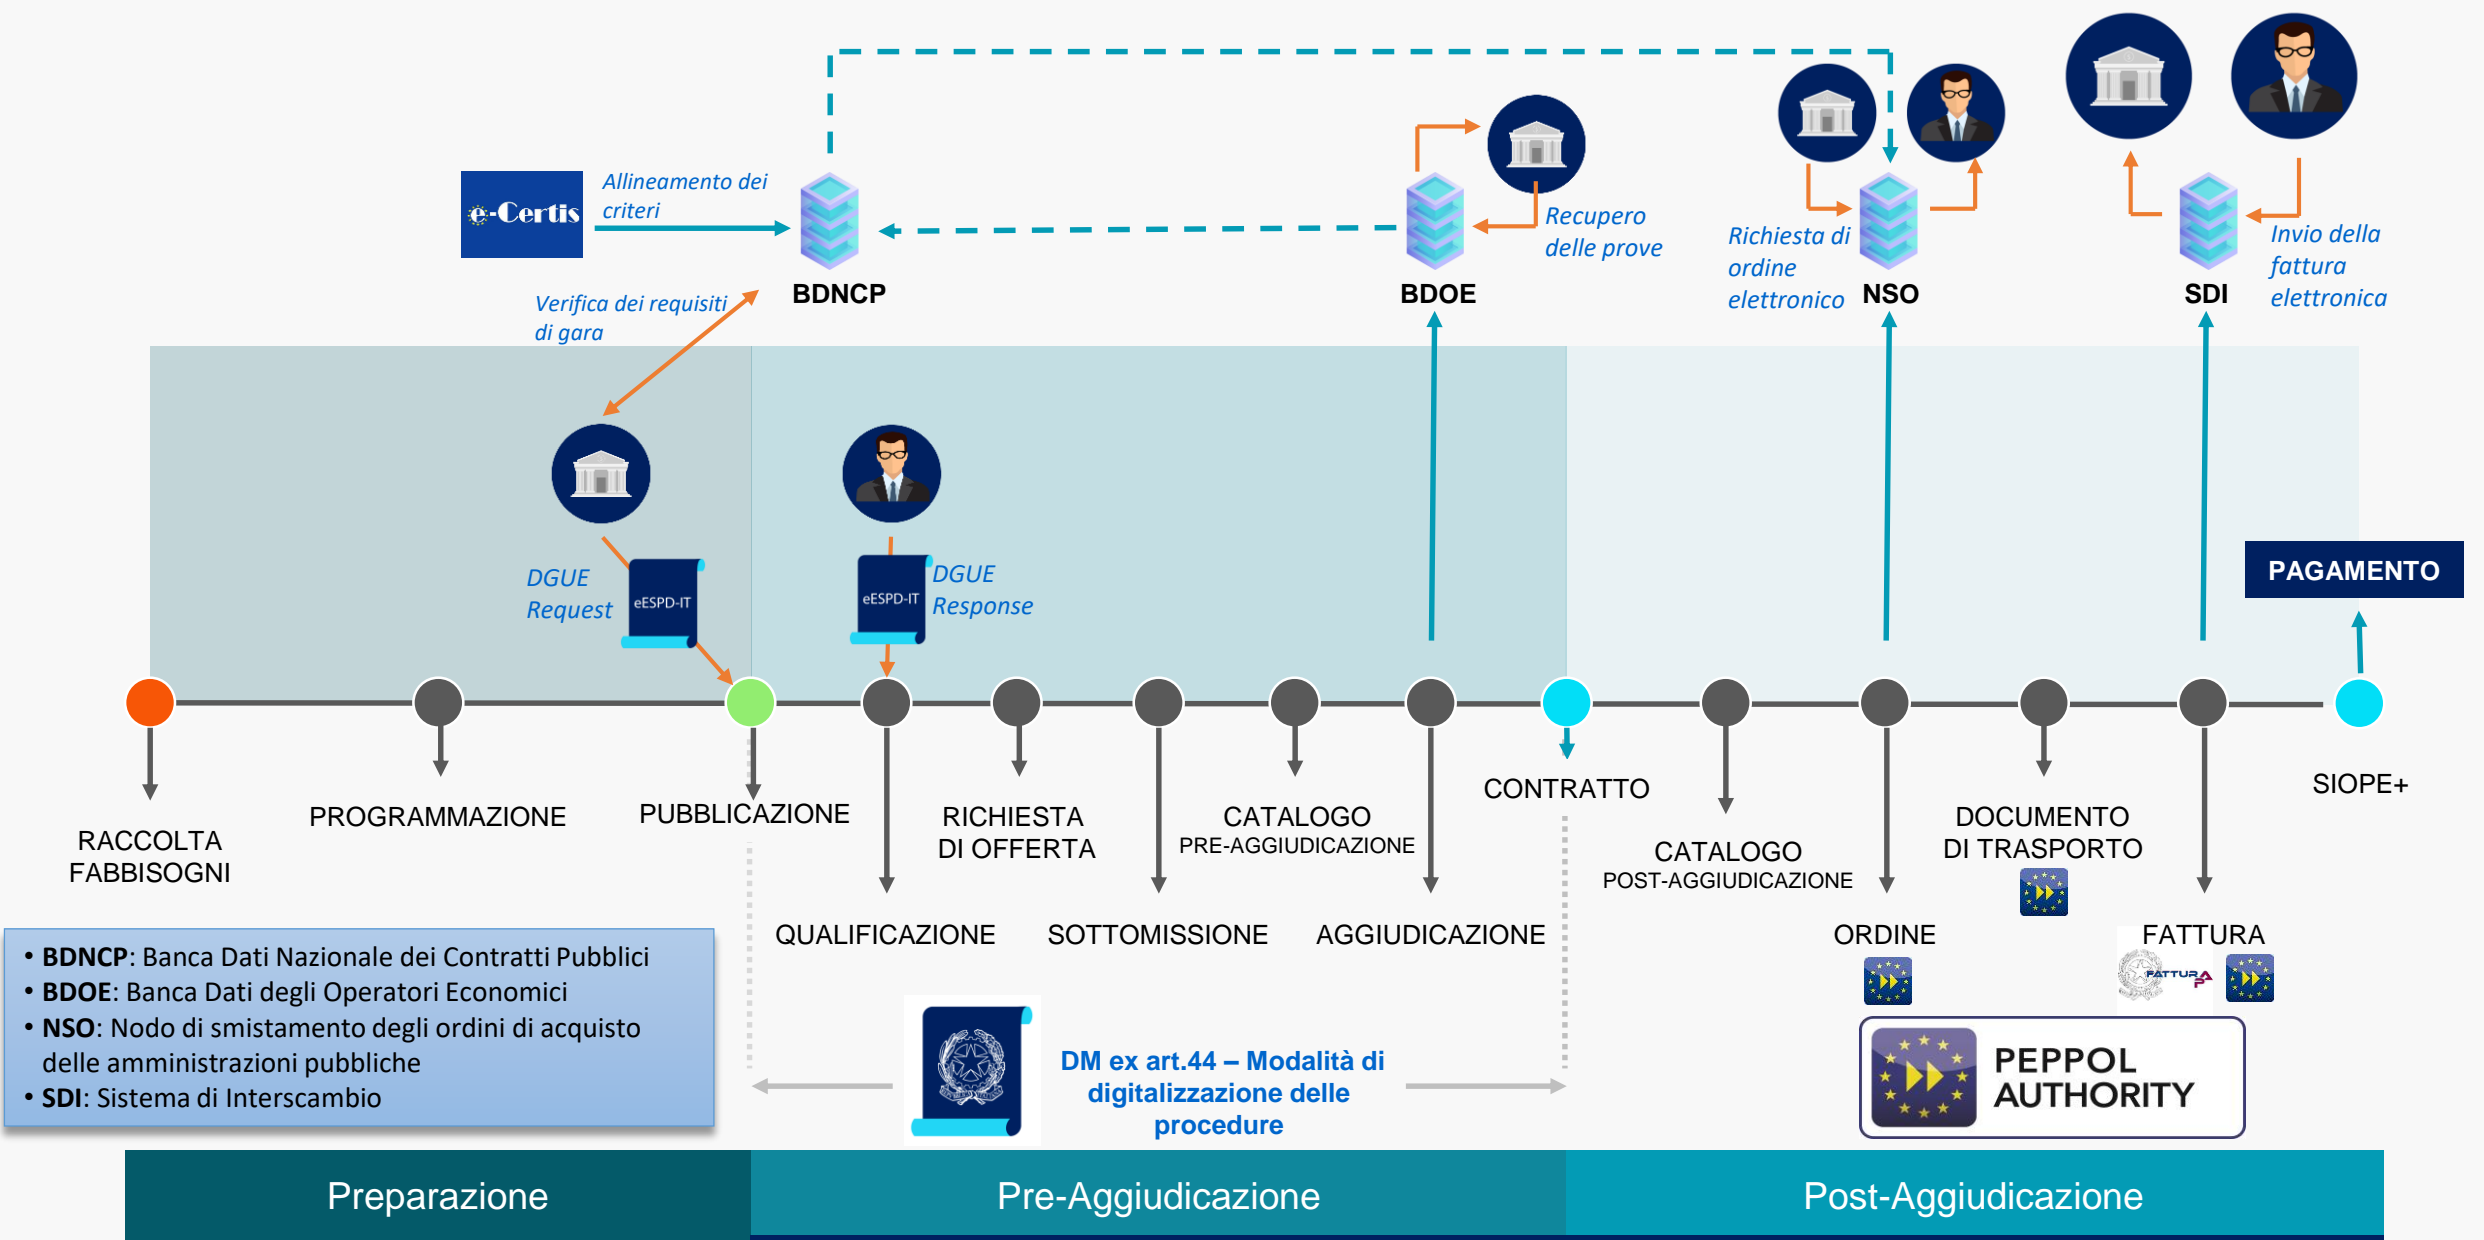 e-Certis
Allineamento dei
criteri
Recupero
delle prove
Richiesta di
ordine
elettronico
Invio della
fattura
elettronica
BDNCP
BDOE
NSO
SDI
Verifica dei requisiti
di gara
DGUE
Request
eESPD-IT
eESPD-IT
DGUE
Response
PAGAMENTO
RACCOLTA
FABBISOGNI
PROGRAMMAZIONE
PUBBLICAZIONE
QUALIFICAZIONE
RICHIESTA
DI OFFERTA
SOTTOMISSIONE
CATALOGO
PRE-AGGIUDICAZIONE
AGGIUDICAZIONE
CONTRATTO
CATALOGO
POST-AGGIUDICAZIONE
ORDINE
DOCUMENTO
DI TRASPORTO
FATTURA
FATTURA
PA
SIOPE+
• BDNCP: Banca Dati Nazionale dei Contratti Pubblici
• BDOE: Banca Dati degli Operatori Economici
• NSO: Nodo di smistamento degli ordini di acquisto
delle amministrazioni pubbliche
• SDI: Sistema di Interscambio
DM ex art.44 – Modalità di
digitalizzazione delle
procedure
PEPPOL
AUTHORITY
Preparazione
Pre-Aggiudicazione
Post-Aggiudicazione